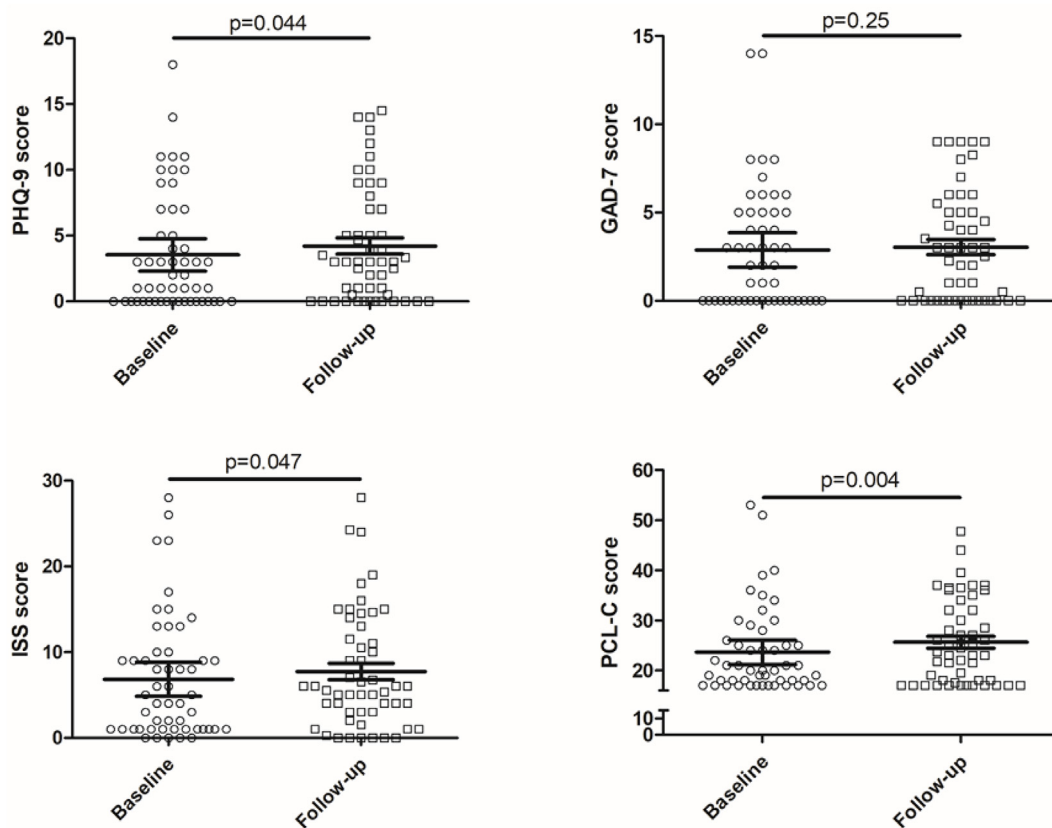 p=0.044
20
15
10
5
0
PHQ-9 score
Baseline
Follow-up
p=0.25
15
10
5
0
GAD-7 score
Baseline
Follow-up
p=0.047
30
20
10
0
ISS score
Baseline
Follow-up
p=0.004
60
50
40
30
20
10
0
PCL-C score
Baseline
Follow-up